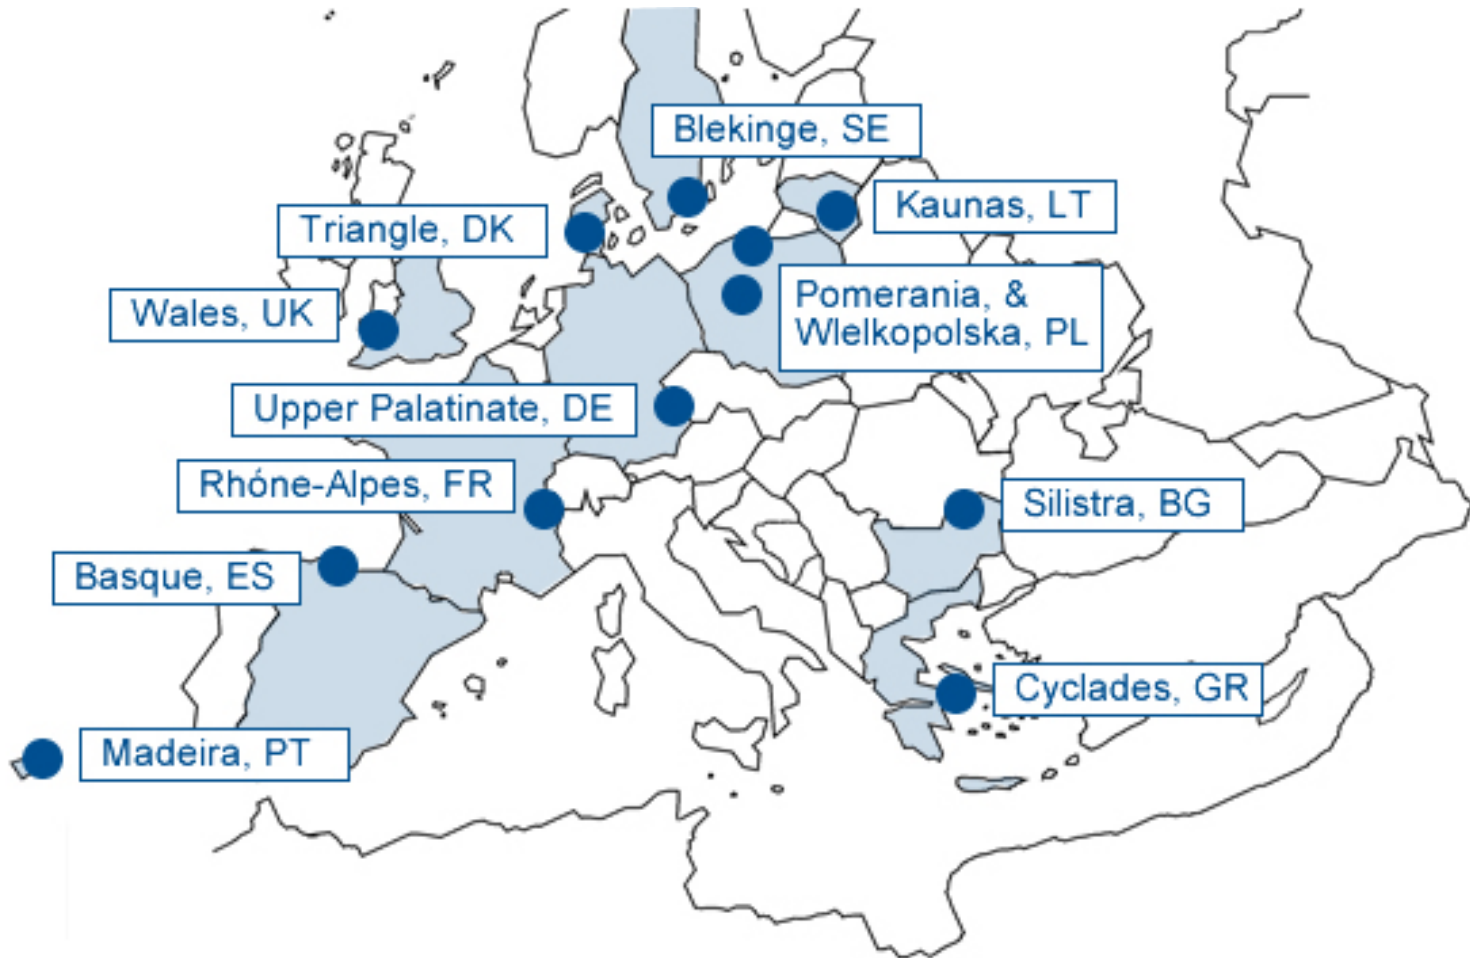 Blekinge, SE
Kaunas, LT
Triangle, DK
Pomerania, &
Wlelkopolska, PL
Wales, UK
Upper Palatinate, DE
Rhóne-Alpes, FR
Silistra, BG
Basque, ES
Cyclades, GR
Madeira, PT